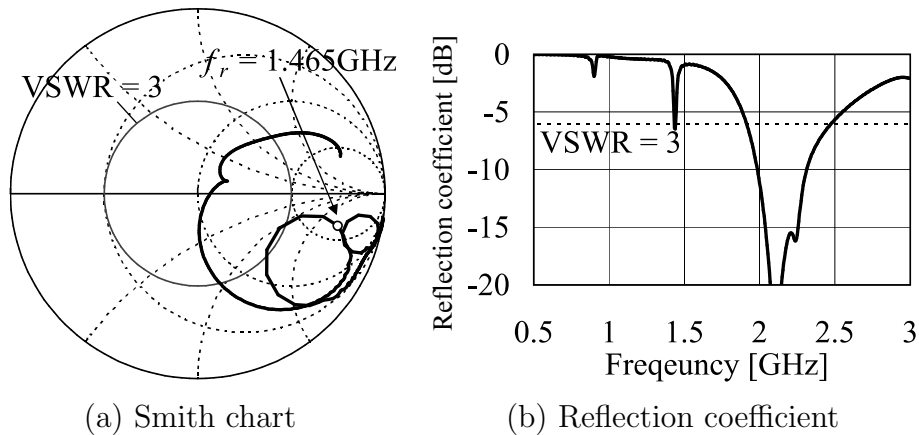 f_r = 1.465GHz
VSWR = 3
0
-5
-10
-15
-20
Reflection coefficient [dB]
VSWR = 3
0.5 1 1.5 2 2.5 3
Freqeuncy [GHz]
(a) Smith chart
(b) Reflection coefficient